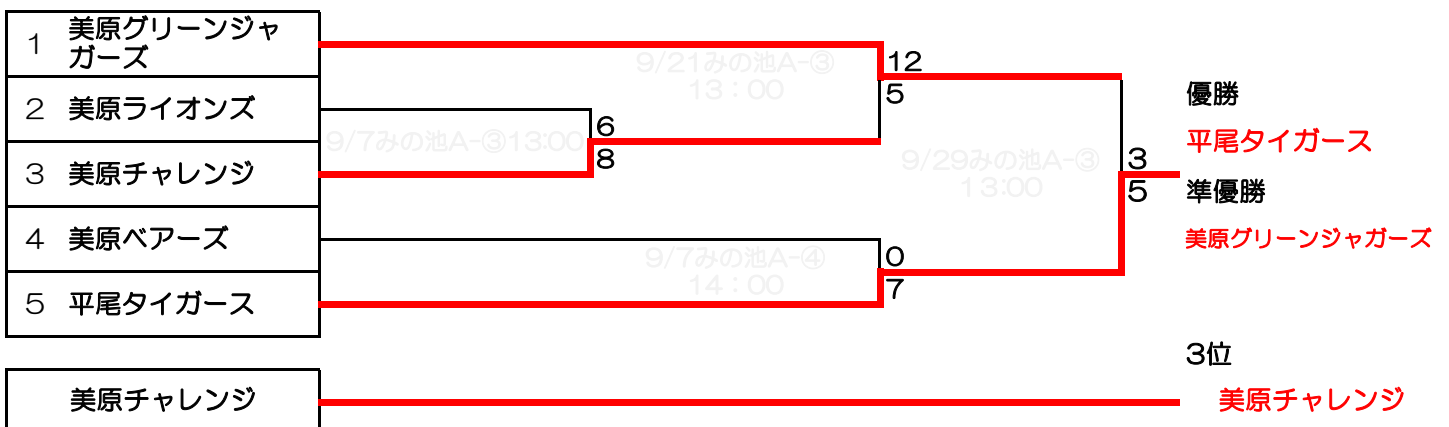 1 美原グリーンジャ
ガーズ
2 美原ライオンズ
3 美原チャレンジ
4 美原ベアーズ
5 平尾タイガース
美原チャレンジ
9/7みの池A-③13:00
6
8
9/21みの池A-③
13：00
12
5
9/7みの池A-④
14：00
0
7
9/29みの池A-③
13:00
3
5
優勝
平尾タイガース
準優勝
美原グリーンジャガーズ
3位
美原チャレンジ